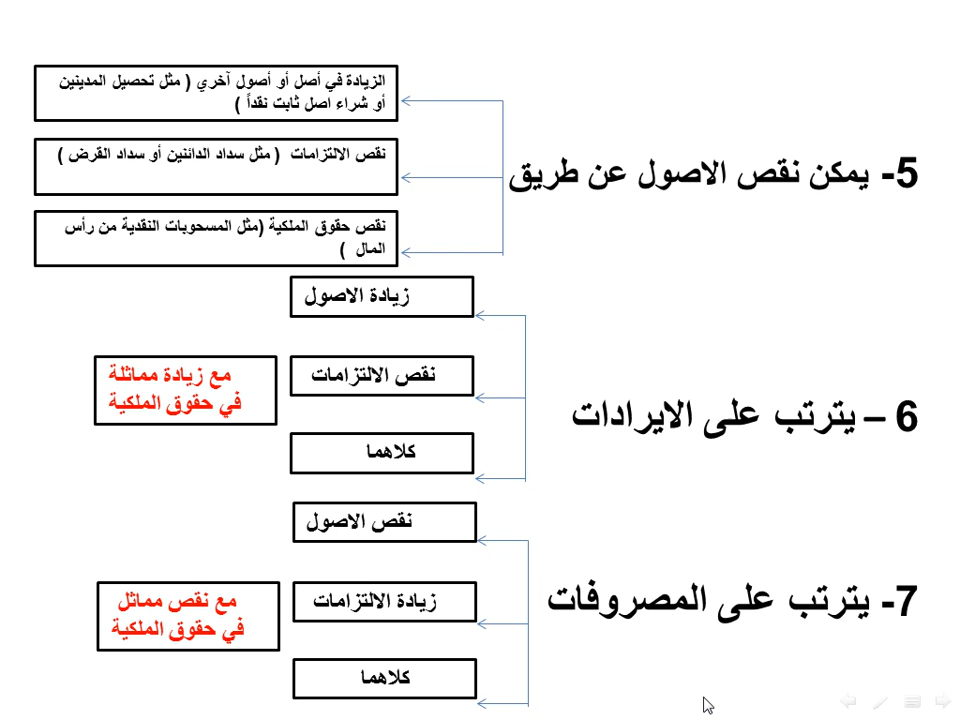 5- يمكن نقص الاصول عن طريق
الزيادة في أصل أو أصول آخري ( مثل تحصيل المدينين
أو شراء اصل ثابت نقداً )
نقص الالتزامات ( مثل سداد الدائنين أو سداد القرض )
نقص حقوق الملكية (مثل المسحوبات النقدية من رأس
المال )
6 – يترتب على الايرادات
زيادة الاصول
نقص الالتزامات
كلاهما
مع زيادة مماثلة
في حقوق الملكية
7- يترتب على المصروفات
نقص الاصول
زيادة الالتزامات
كلاهما
مع نقص مماثل
في حقوق الملكية